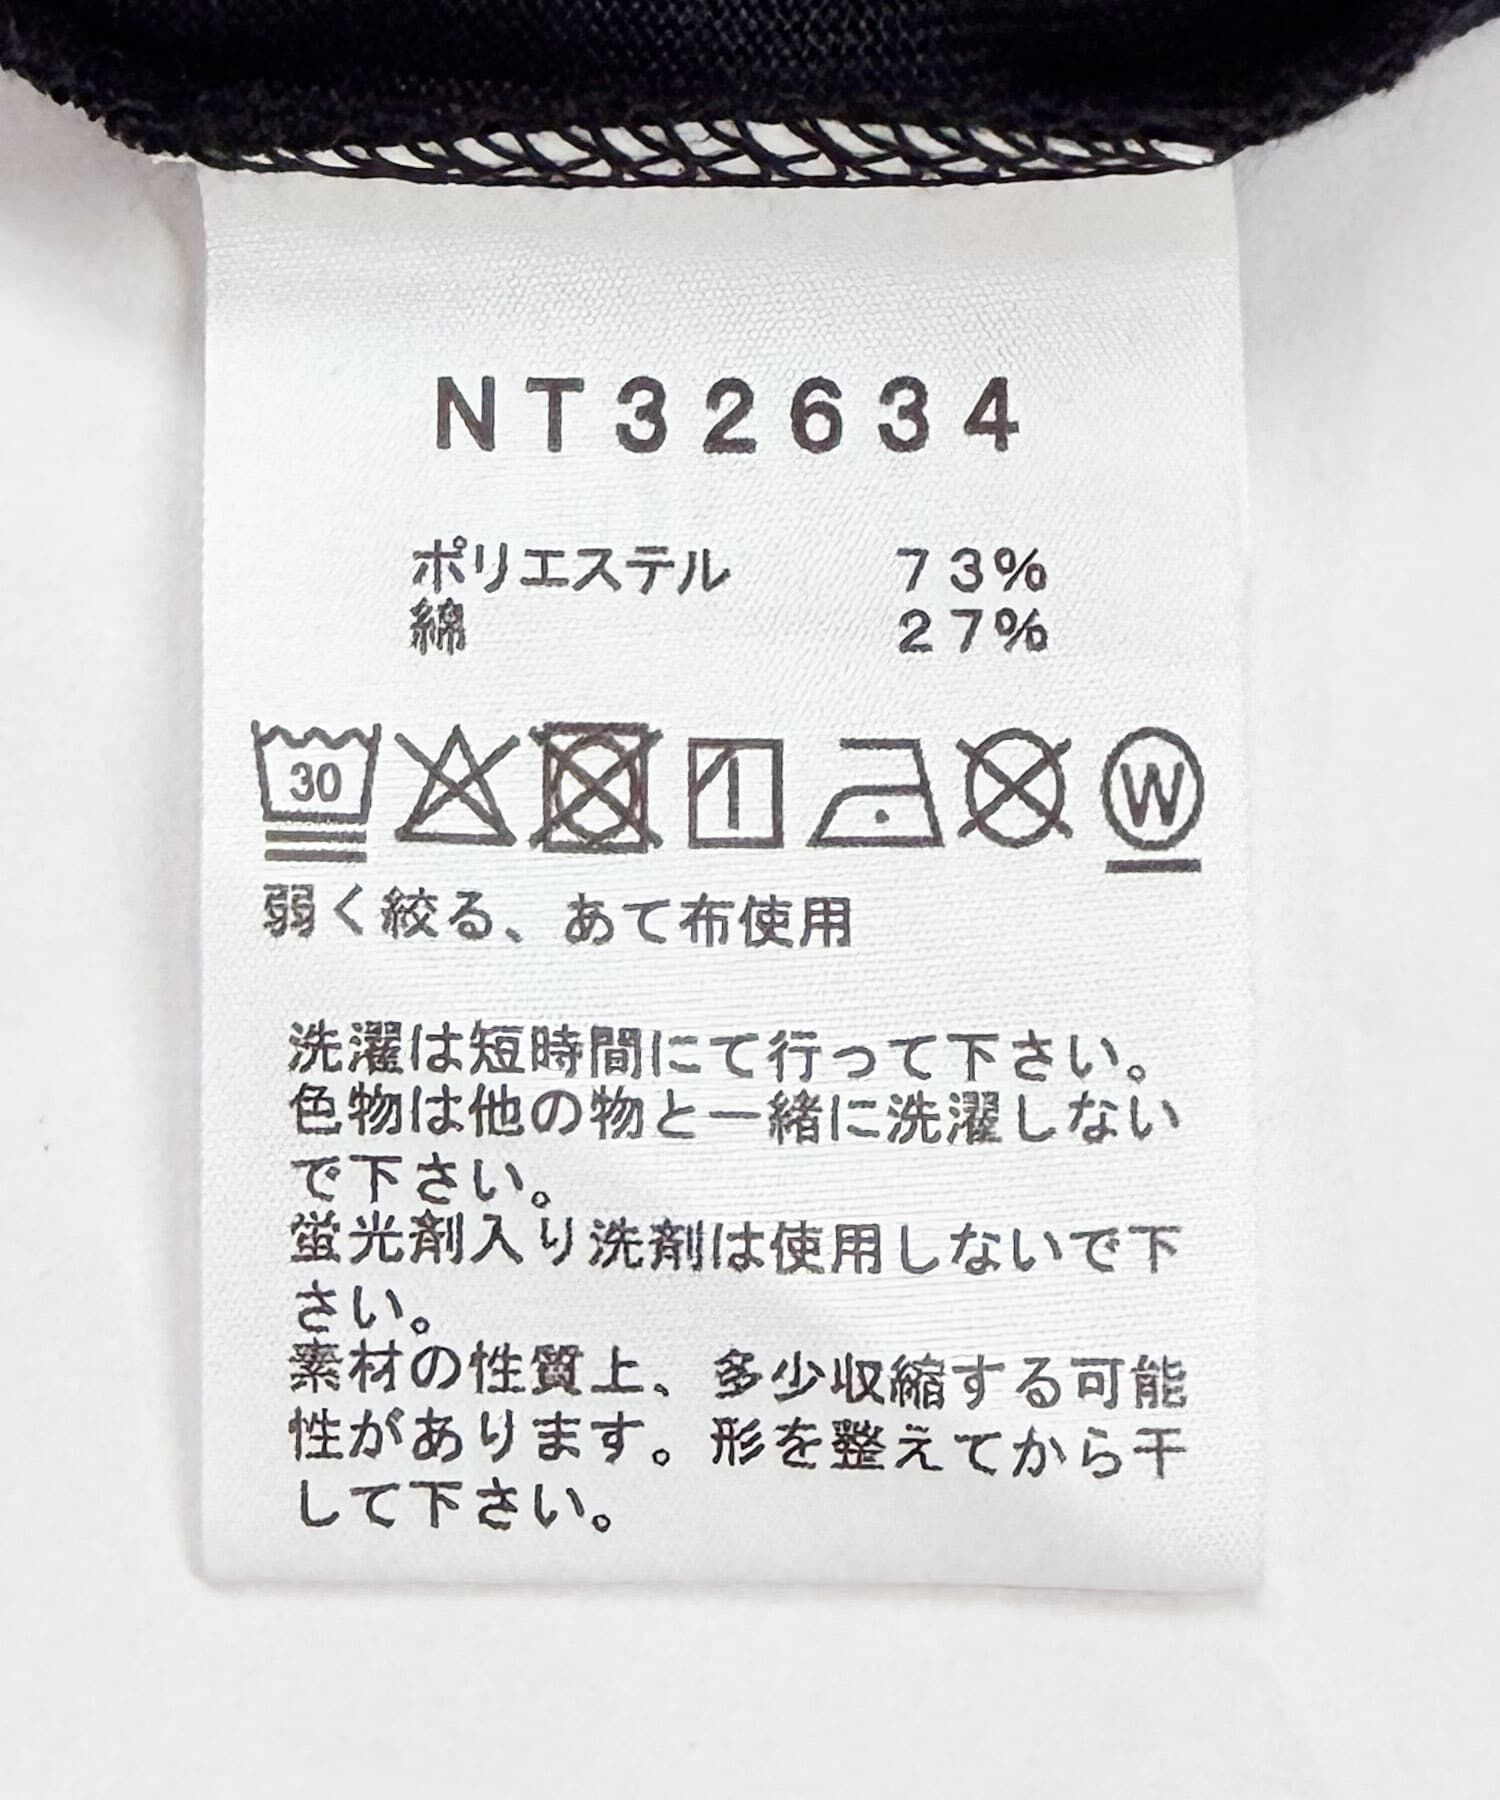 NT32634
ポリエステル 73%
綿 27%
30 W
弱く絞る、あて布使用
洗濯は短時間にて行って下さい。
色物は他の物と一緒に洗濯しない
で下さい。
蛍光剤入り洗剤は使用しないで下
さい。
素材の性質上、多少収縮する可能
性があります。形を整えてから干
して下さい。